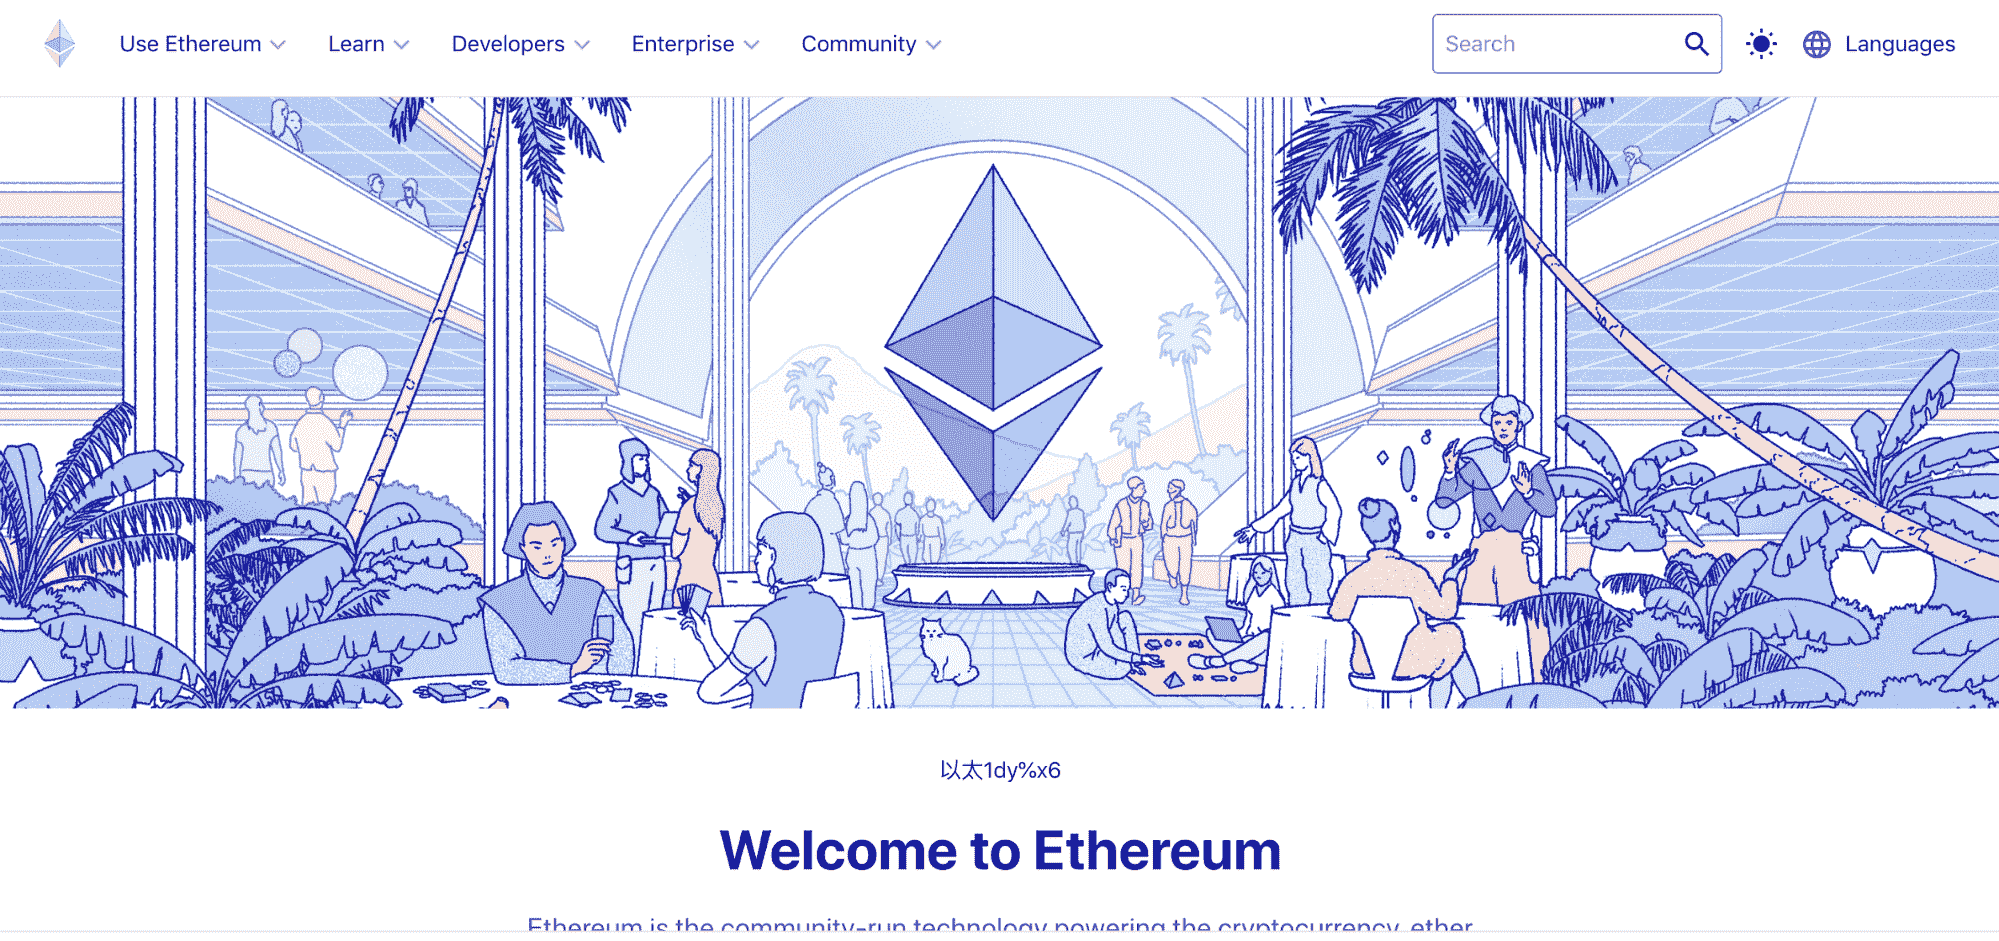 Use Ethereum Learn Developers Enterprise Community Search Languages
以太1dy%x6
Welcome to Ethereum
Ethereum is the community-run technology powering the cryptocurrency, ether